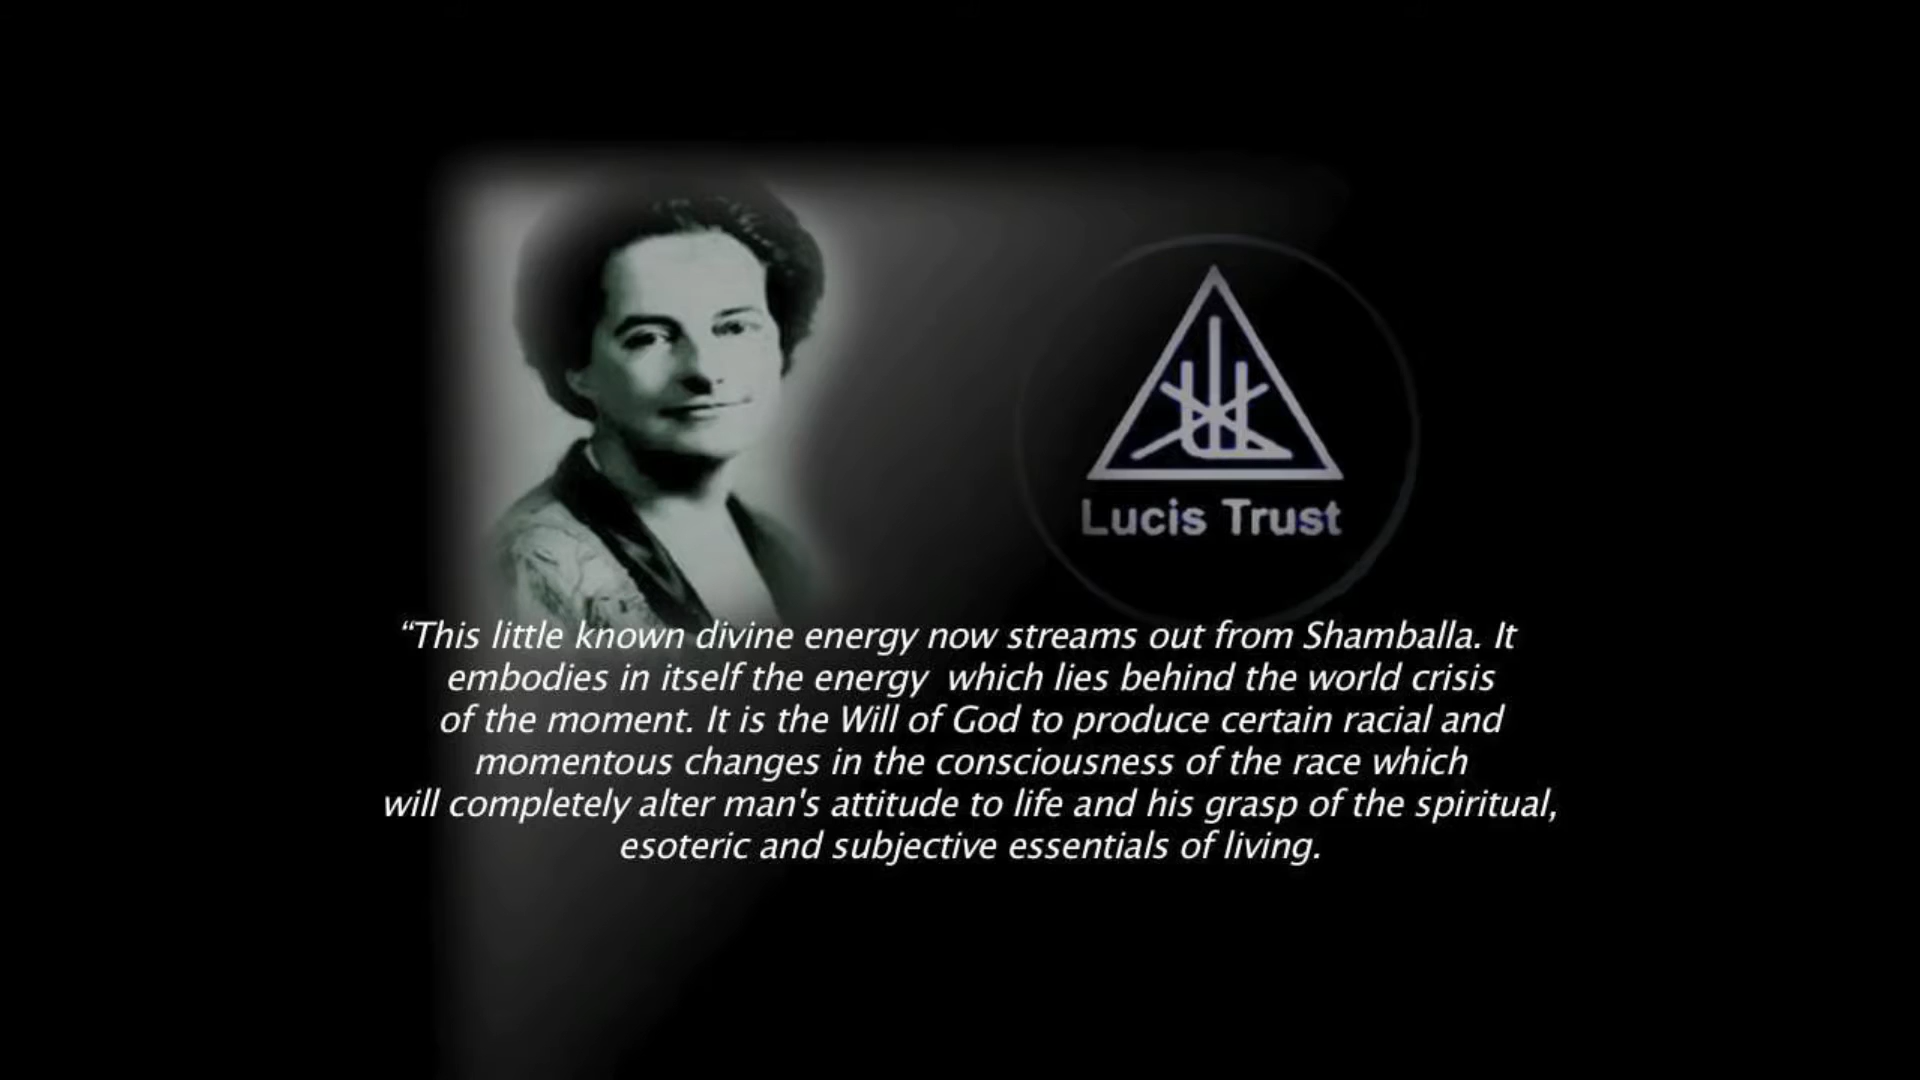 Lucis Trust
“This little known divine energy now streams out from Shamballa. It
embodies in itself the energy  which lies behind the world crisis
of the moment. It is the Will of God to produce certain racial and
momentous changes in the consciousness of the race which
will completely alter man's attitude to life and his grasp of the spiritual,
esoteric and subjective essentials of living.